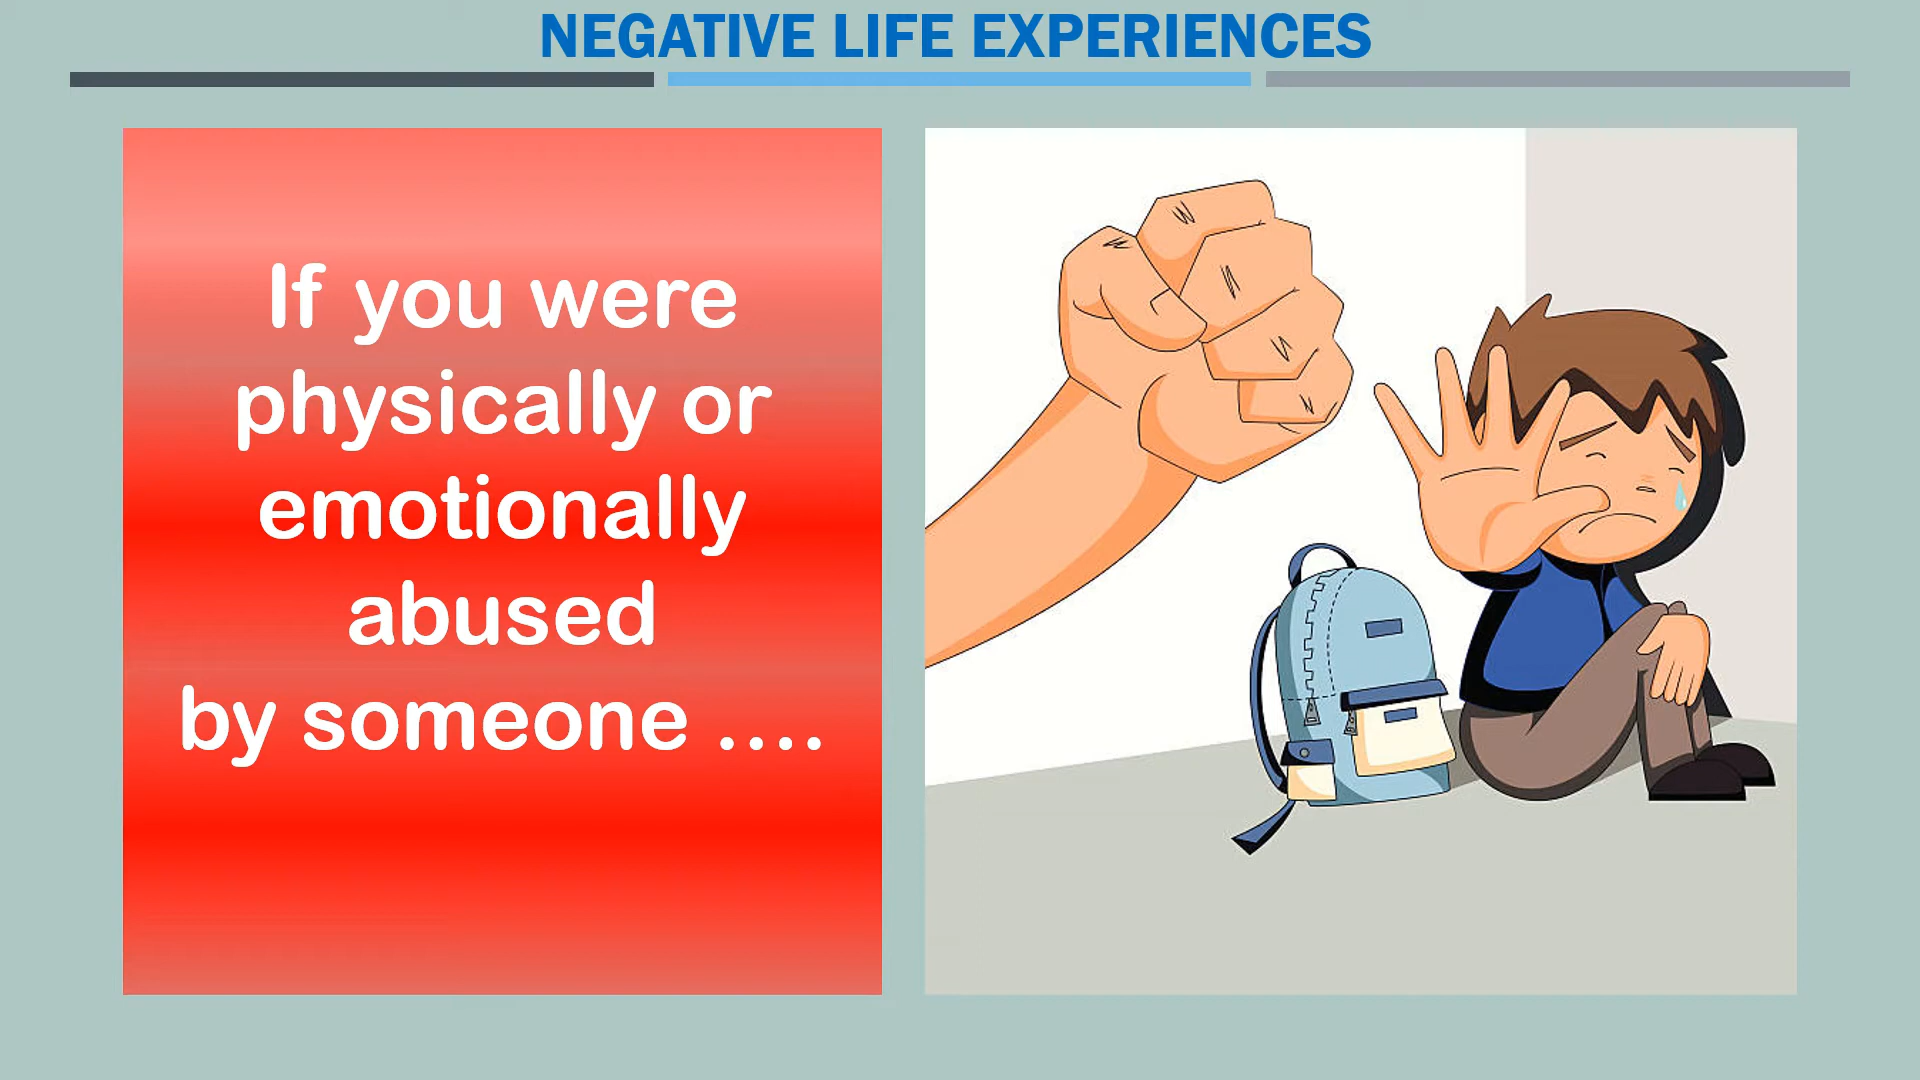 NEGATIVE LIFE EXPERIENCES
If you were
physically or
emotionally
abused
by someone ....